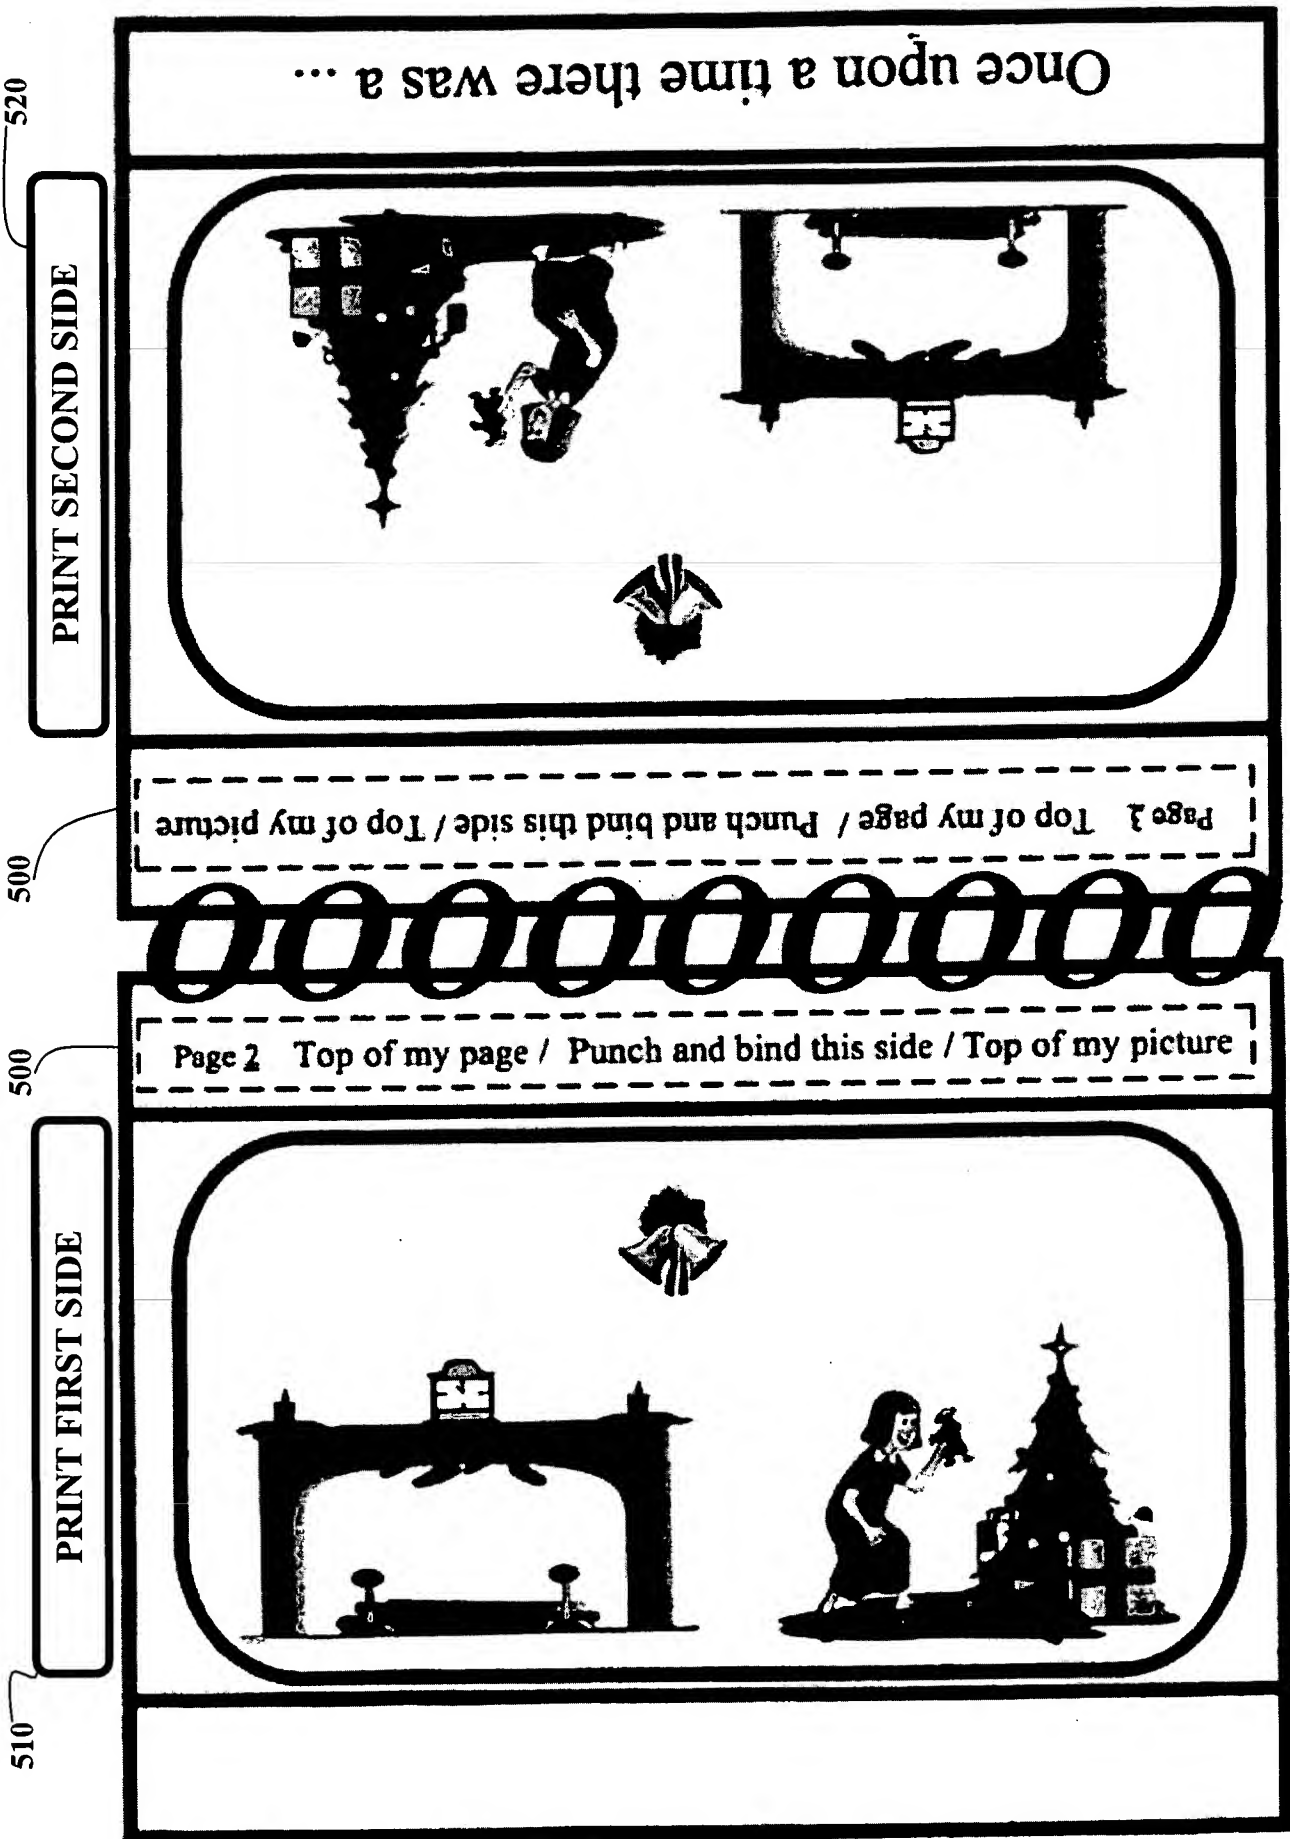 520
PRINT SECOND SIDE
Once upon a time there was a ...
500
Page Top of my page / Punch and bind this side / Top of my picture
500
Page 2 Top of my page / Punch and bind this side / Top of my picture
PRINT FIRST SIDE
510